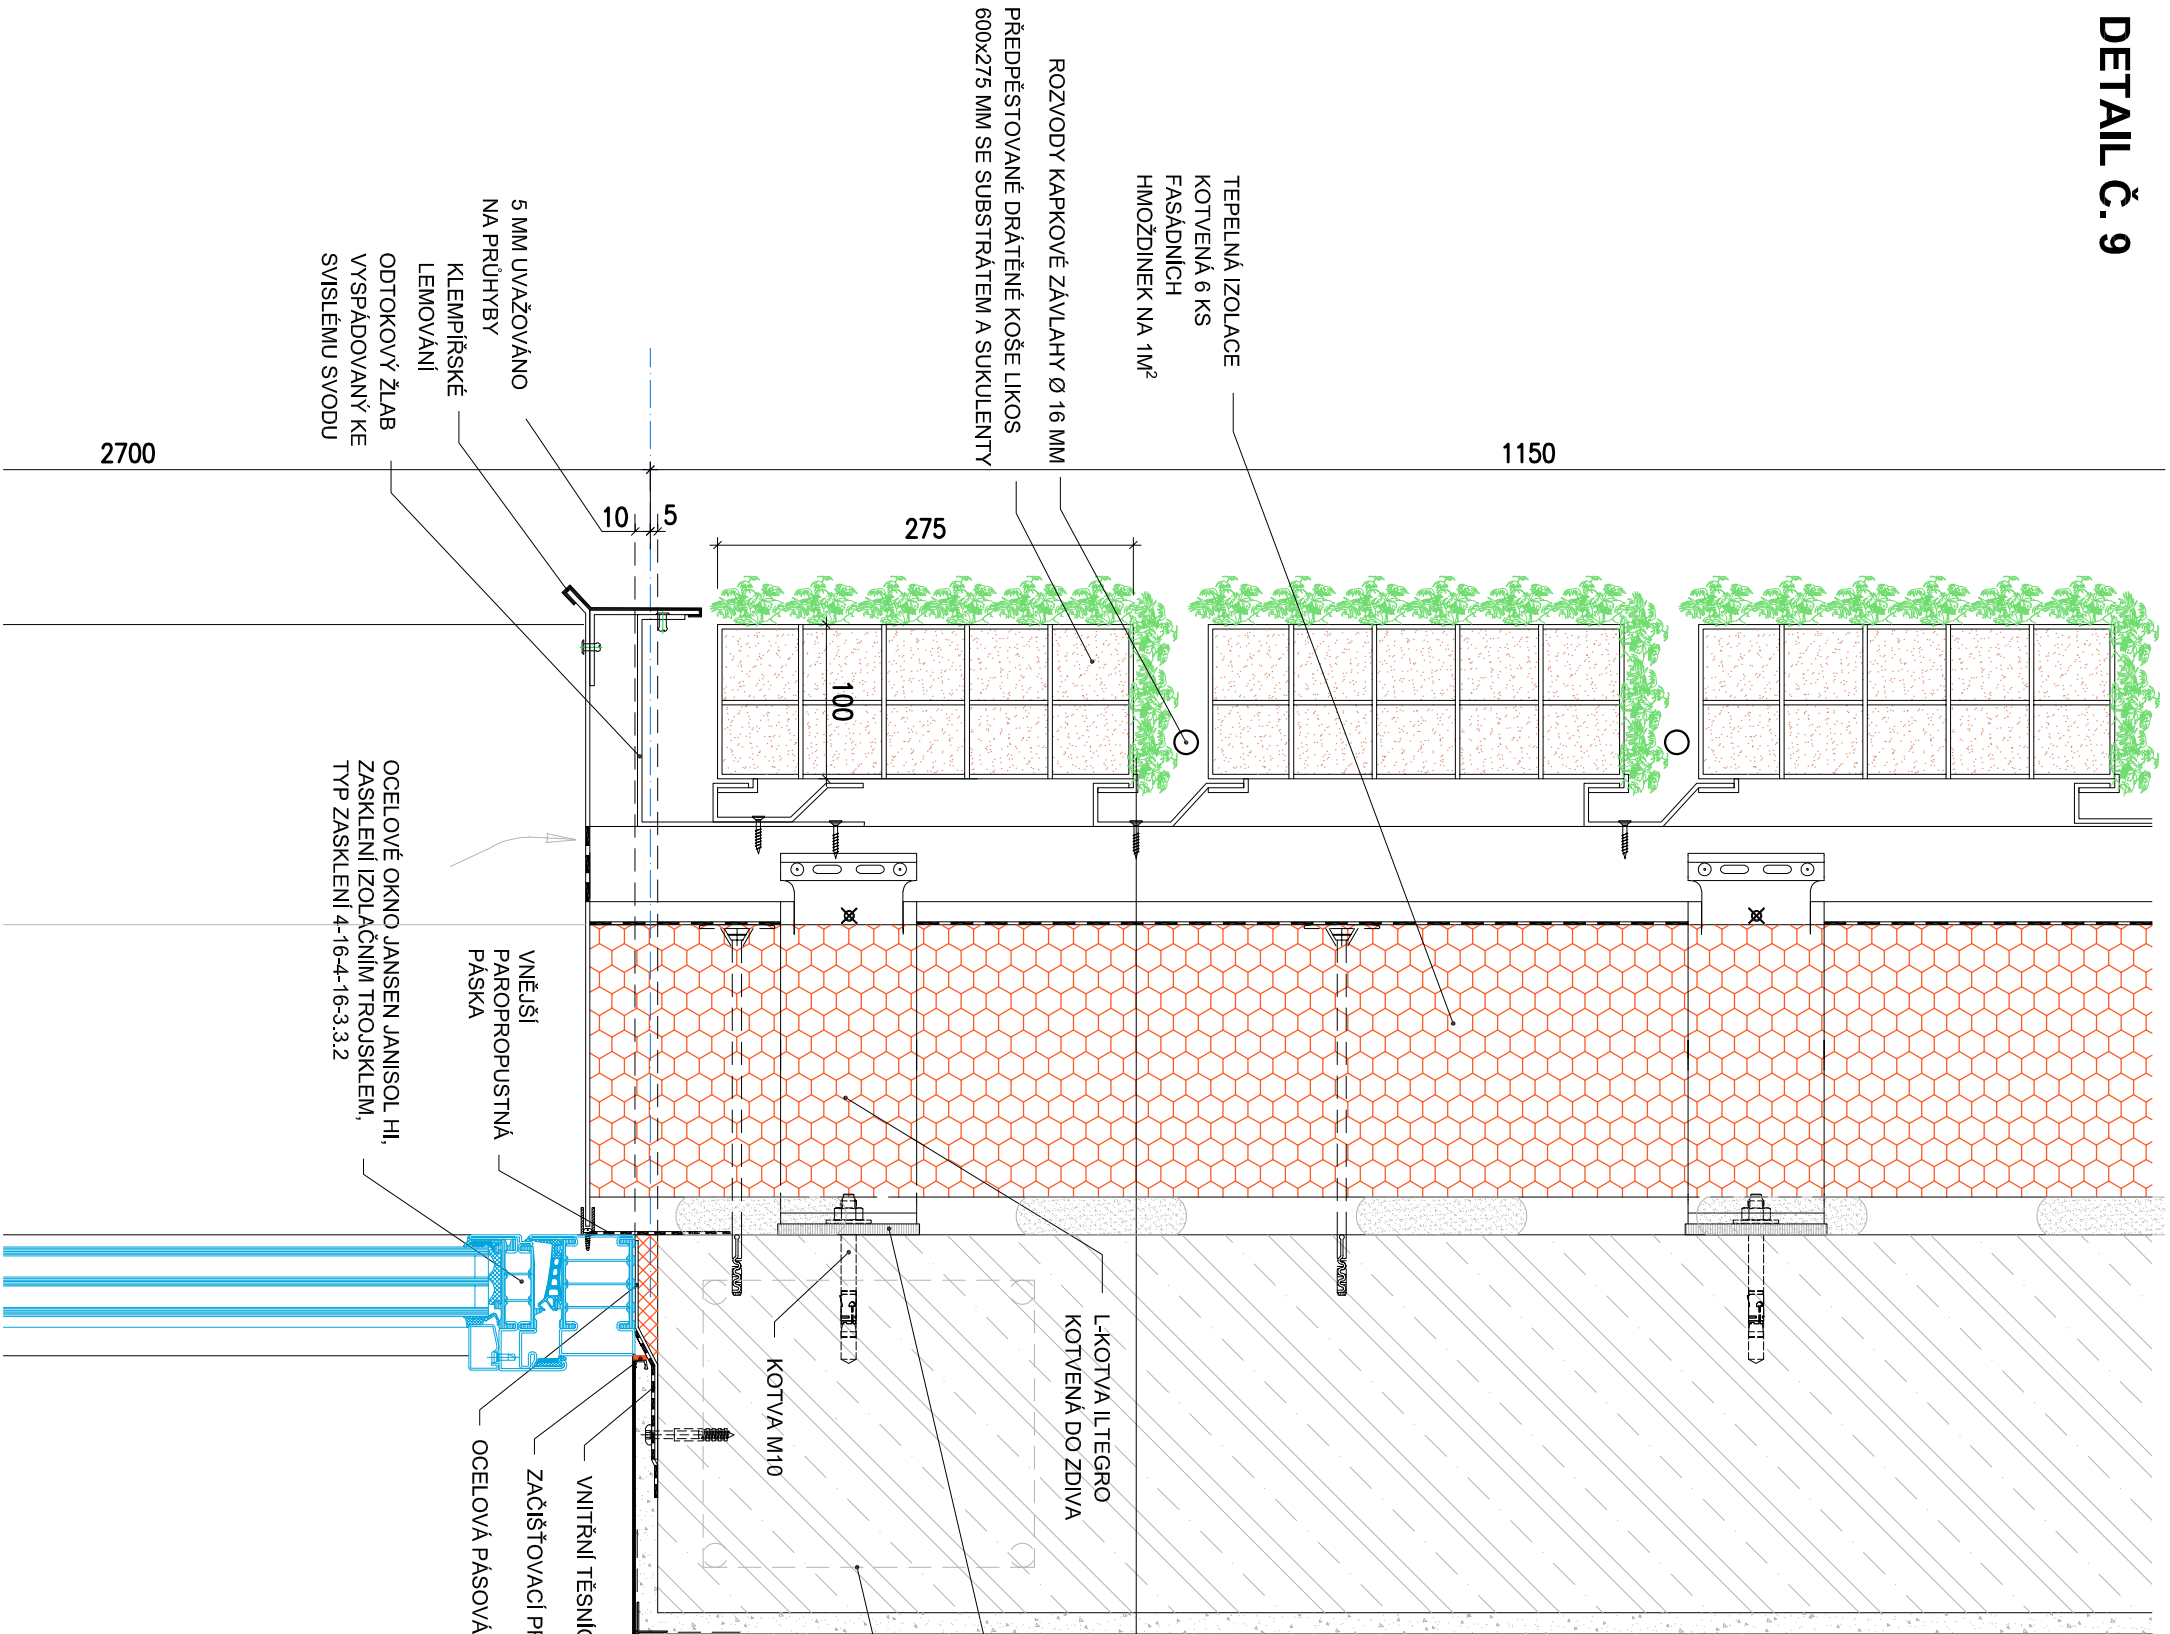 DETAIL Č. 9
TEPELNÁ IZOLACE
KOTVENÁ 6 KS
FASÁDNÍCH
HMOŽDINEK NA 1M²
ROZVODY KAPKOVÉ ZÁVLAHY Ø 16 MM
PŘEDPĚSTOVANÉ DRÁTĚNÉ KOŠE LIKOS
600x275 MM SE SUBSTRÁTEM A SUKULENTY
5 MM UVAŽOVÁNO
NA PRŮHYBY
KLEMPÍŘSKÉ
LEMOVÁNÍ
ODTOKOVÝ ŽLAB
VYSPÁDOVANÝ KE
SVISLÉMU SVODU
2700
1150
10
5
275
100
OCELOVÉ OKNO JANSEN JANISOL HI,
ZASKLENÍ IZOLAČNÍM TROJSKLEM,
TYP ZASKLENÍ 4-16-4-16-3.3.2
VNĚJŠÍ
PAROPROPUSTNÁ
PÁSKA
L-KOTVA ILTEGRO
KOTVENÁ DO ZDIVA
KOTVA M10
VNITŘNÍ
ZAČIŠŤOVACÍ
OCELOVÁ PÁSOVÁ